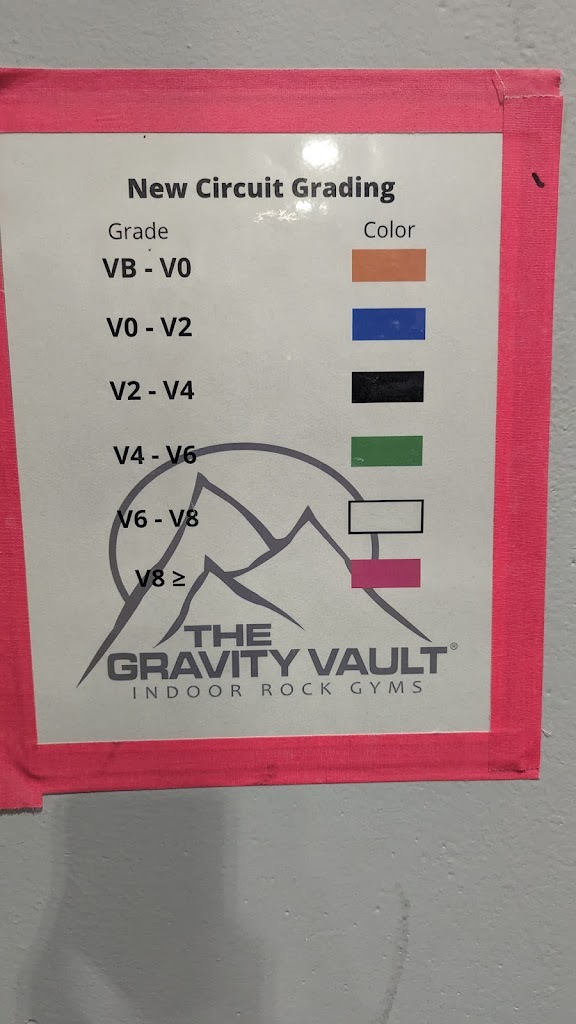 New Circuit Grading
Grade Color
VB - V0
V0 - V2
V2 - V4
V4 - V6
V6 - V8
V8 ≥
THE
GRAVITY VAULT®
INDOOR ROCK GYMS